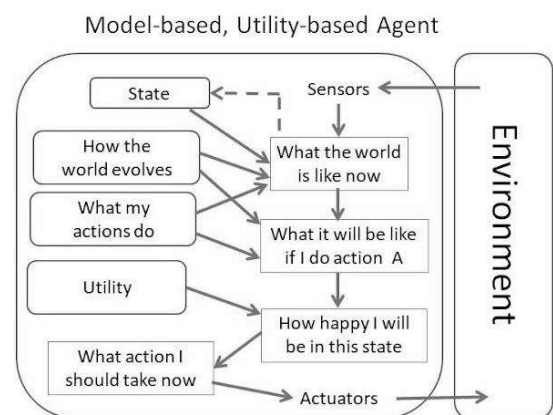 Model-based, Utility-based Agent
State
Sensors
How the
world evolves
What the world
is like now
What my
actions do
What it will be like
if I do action A
Utility
How happy I will
be in this state
What action I
should take now
Actuators
Environment